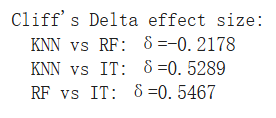 Cliff's Delta effect size:
KNN vs RF: δ=-0.2178
KNN vs IT: δ=0.5289
RF vs IT: δ=0.5467